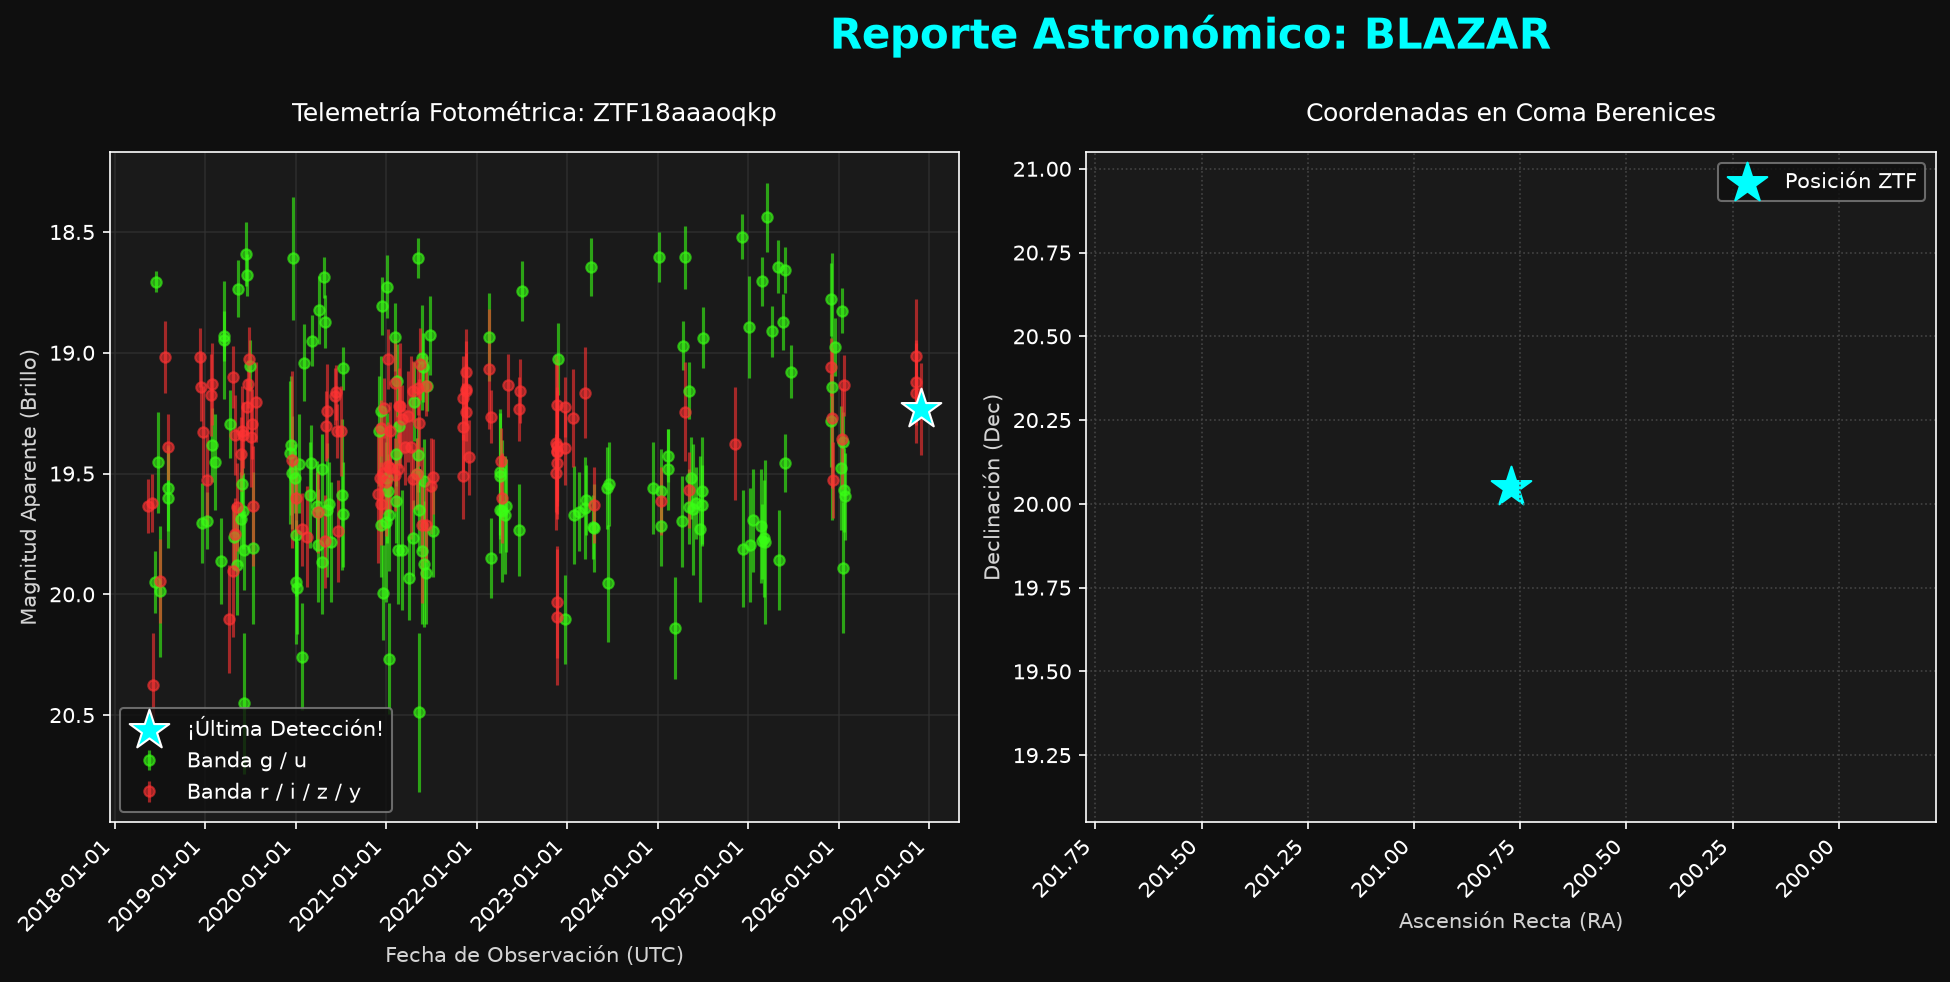 Reporte Astronómico: BLAZAR
Telemetría Fotométrica: ZTF18aaaoqkp
Magnitud Aparente (Brillo)
18.5
19.0
19.5
20.0
20.5
¡Última Detección!
Banda g / u
Banda r / i / z / y
2018-01-01
2019-01-01
2020-01-01
2021-01-01
2022-01-01
2023-01-01
2024-01-01
2025-01-01
2026-01-01
2027-01-01
Fecha de Observación (UTC)
Coordenadas en Coma Berenices
Declinación (Dec)
21.00
20.75
20.50
20.25
20.00
19.75
19.50
19.25
Posición ZTF
201.75
201.50
201.25
201.00
200.75
200.50
200.25
200.00
Ascensión Recta (RA)